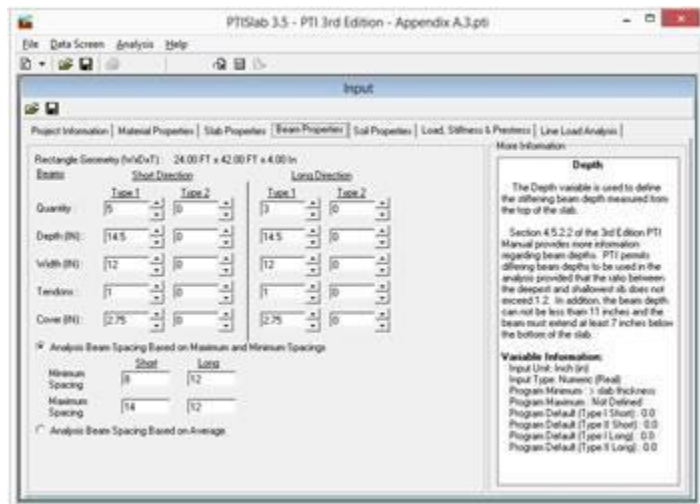 PTISlab 3.5 - PTI 3rd Edition - Appendix A.3.pti
File Data Screen Analysis Help
Input
Project Information | Material Properties | Slab Properties | Beam Properties | Soil Properties | Load, Stiffness & Prestress | Line Load Analysis
Rectangle Geometry (WxDxT): 24.00 FT x 42.00 FT x 4.00 In
Beams Short Direction Long Direction
Type 1 Type 2 Type 1 Type 2
Quantity : 5 0 3 0
Depth (IN) : 14.5 0 14.5 0
Width (IN) : 12 0 12 0
Tendons : 1 0 1 0
Cover (IN) : 2.75 0 2.75 0
Analysis Beam Spacing Based on Maximum and Minimum Spacings
Short Long
Minimum Spacing 8 12
Maximum Spacing 14 12
Analysis Beam Spacing Based on Average
More Information
Depth
The Depth variable is used to define
the stiffening beam depth measured from
the top of the slab.
Section 4.5.2.2 of the 3rd Edition PTI
Manual provides more information
regarding beam depths. PTI permits
differing beam depths to be used in the
analysis provided that the ratio between
the deepest and shallowest rib does not
exceed 1.2. In addition, the beam depth
can not be less than 11 inches and the
beam must extend at least 7 inches below
the bottom of the slab.
Variable Information:
Input Unit: Inch (in)
Input Type: Numeric (Real)
Program Minimum : > slab thickness
Program Maximum : Not Defined
Program Default (Type I Short) : 0.0
Program Default (Type II Short) : 0.0
Program Default (Type I Long) : 0.0
Program Default (Type II Long) : 0.0